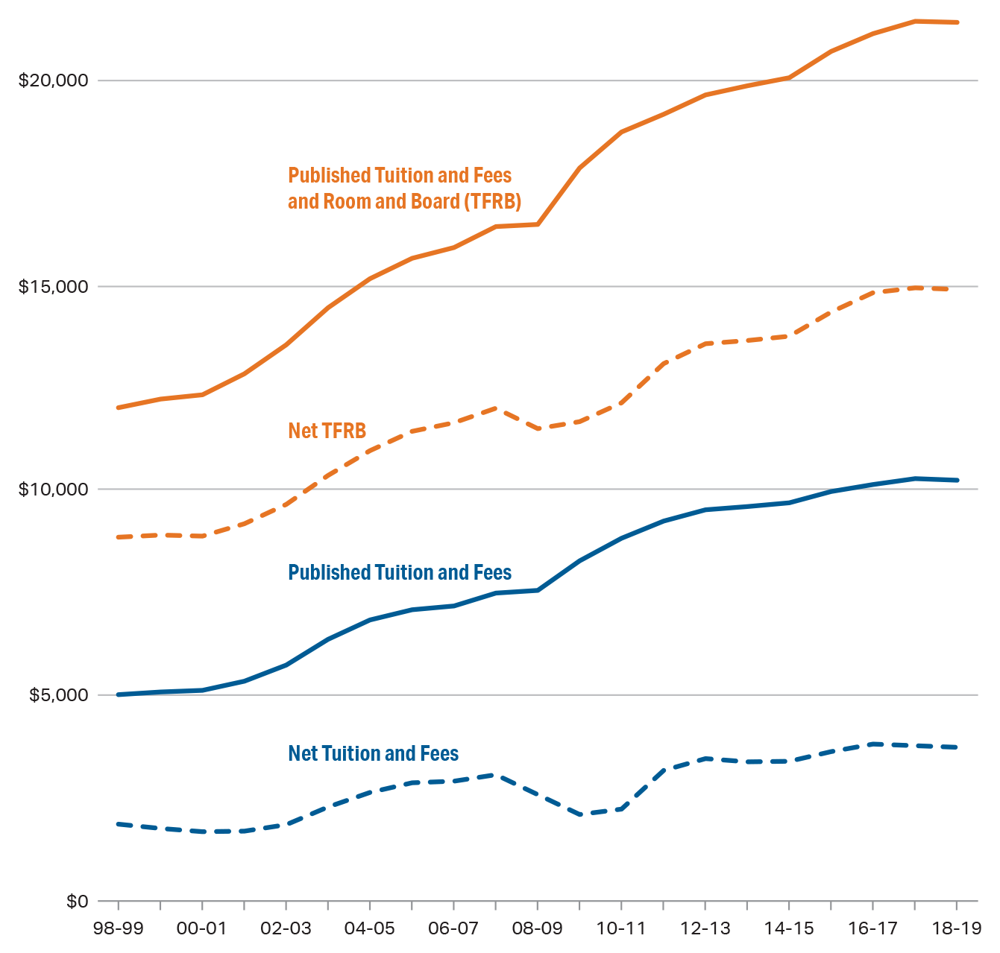 $20,000
Published Tuition and Fees
and Room and Board (TFRB)
$15,000
Net TFRB
$10,000
Published Tuition and Fees
$5,000
Net Tuition and Fees
$0
98-99 00-01 02-03 04-05 06-07 08-09 10-11 12-13 14-15 16-17 18-19